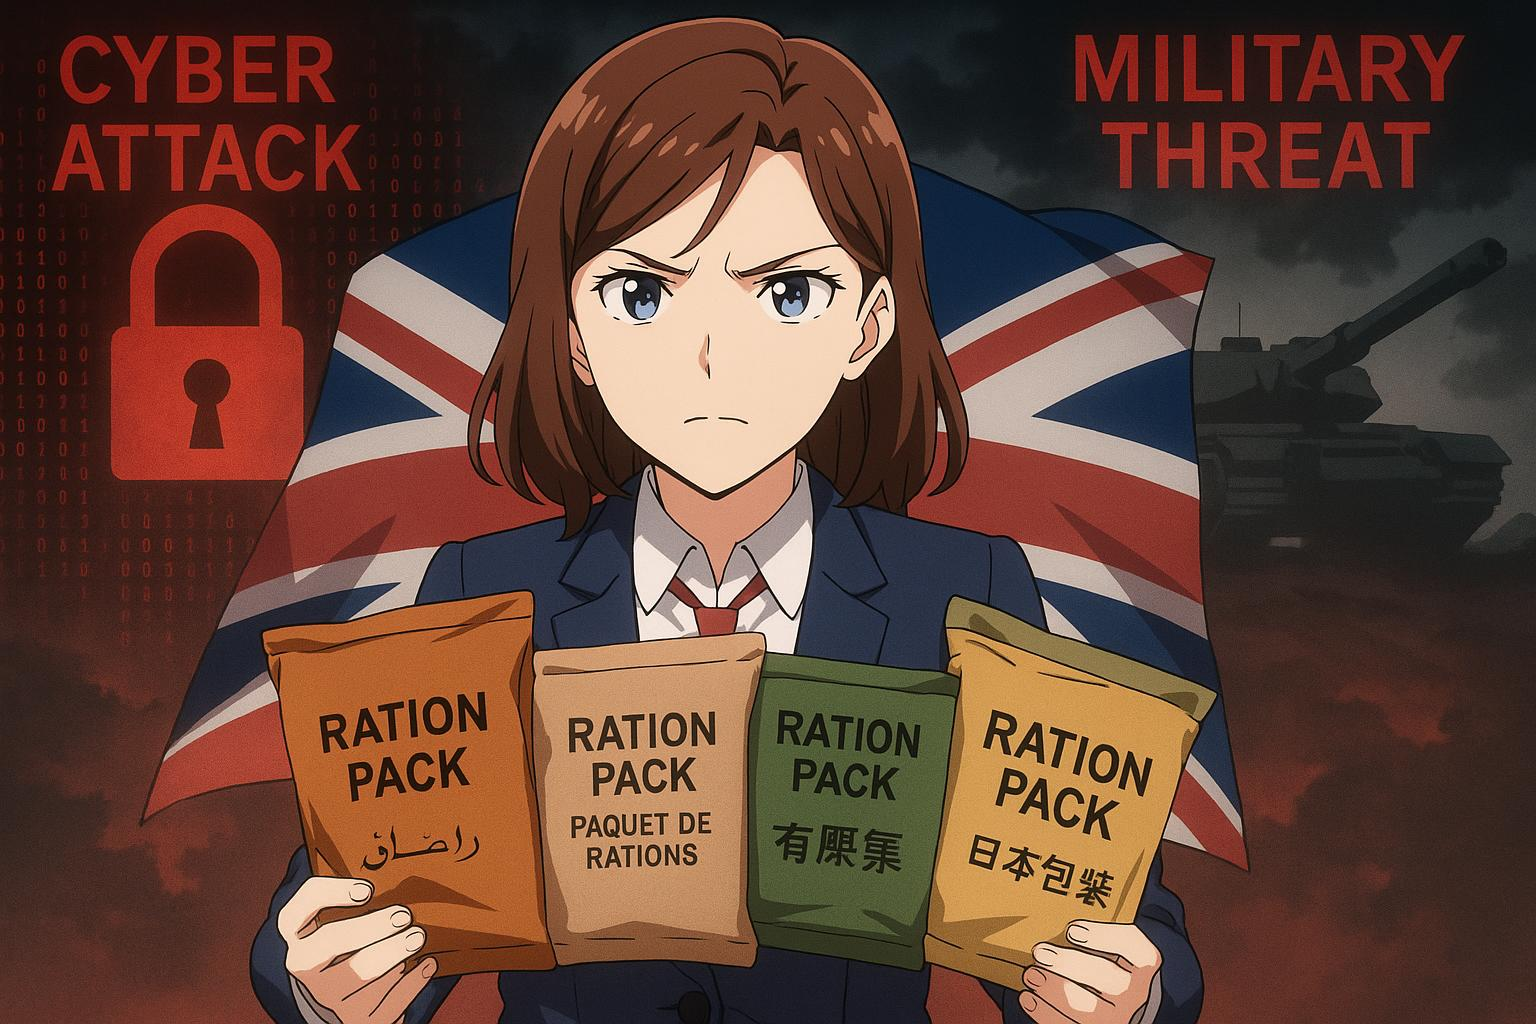 CYBER
ATTACK
MILITARY
THREAT
RATION
PACK
RATION
PACK
PAQUET DE
RATIONS
RATION
PACK
有
RATION
PACK
日本包装